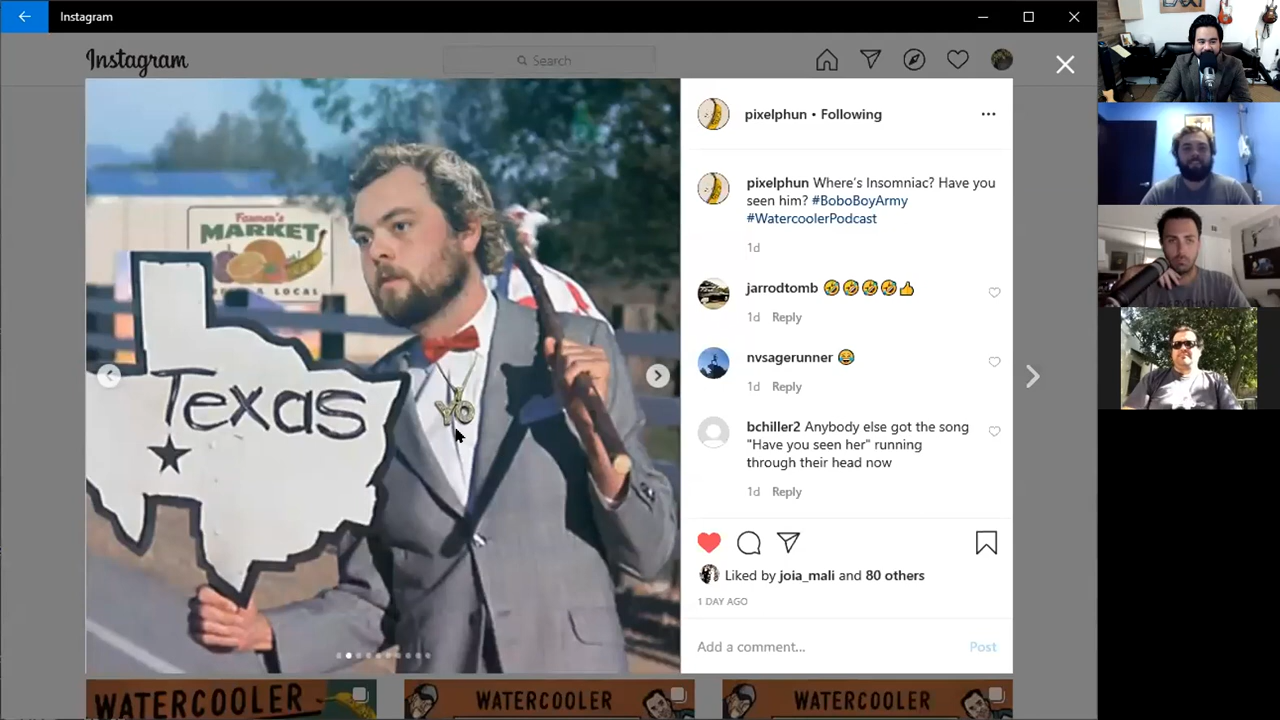 Instagram
Instagram
Search
pixelphun • Following
Farmer's
MARKET
LOCAL
Texas
YO
pixelphun Where's Insomniac? Have you
seen him? #BoboBoyArmy
#WatercoolerPodcast
1d
jarrodtomb 🤣🤣🤣🤣👍
1d Reply
nvsagerunner 😂
1d Reply
bchiller2 Anybody else got the song
"Have you seen her" running
through their head now
1d Reply
Liked by joia_mali and 80 others
1 DAY AGO
Add a comment... Post
WATERCOOLER
WATERCOOLER
WATERCOOLER